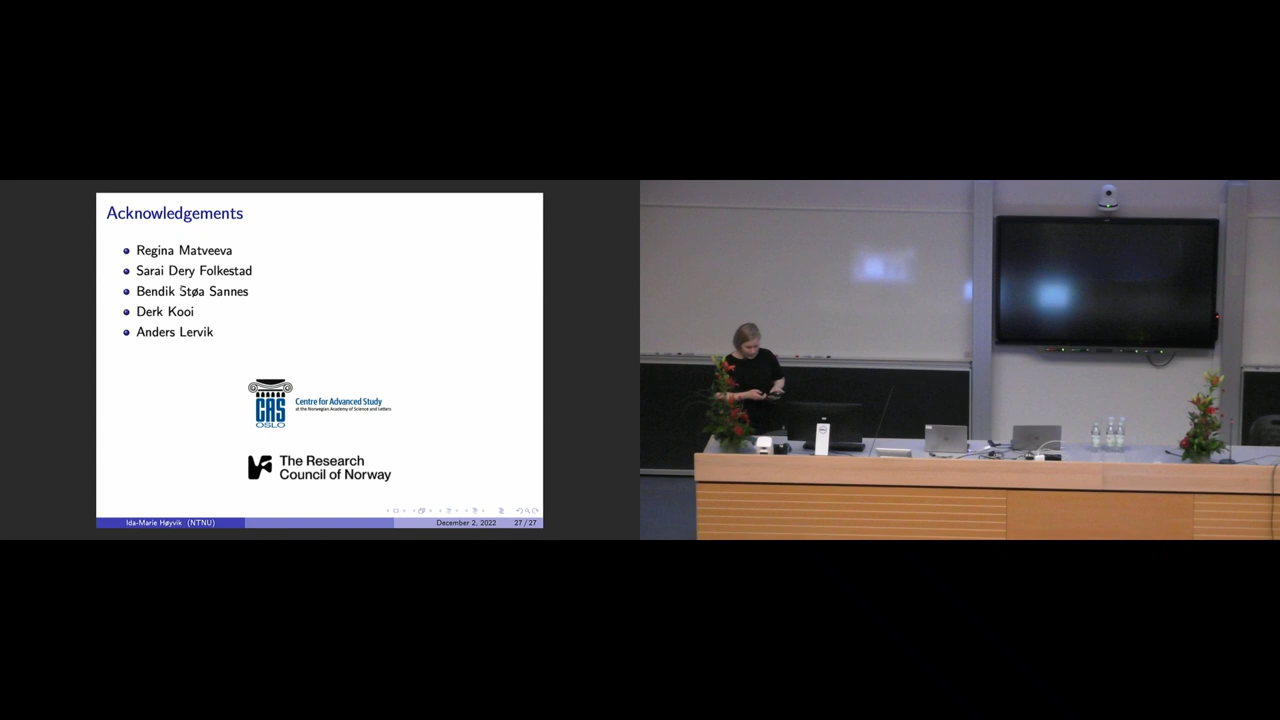 Acknowledgements
Regina Matveeva
Sarai Dery Folkestad
Bendik Støa Sannes
Derk Kooi
Anders Lervik
CAS
OSLO
Centre for Advanced Study
at the Norwegian Academy of Science and Letters
The Research
Council of Norway
Ida-Marie Høyvik (NTNU)
December 2, 2022
27 / 27